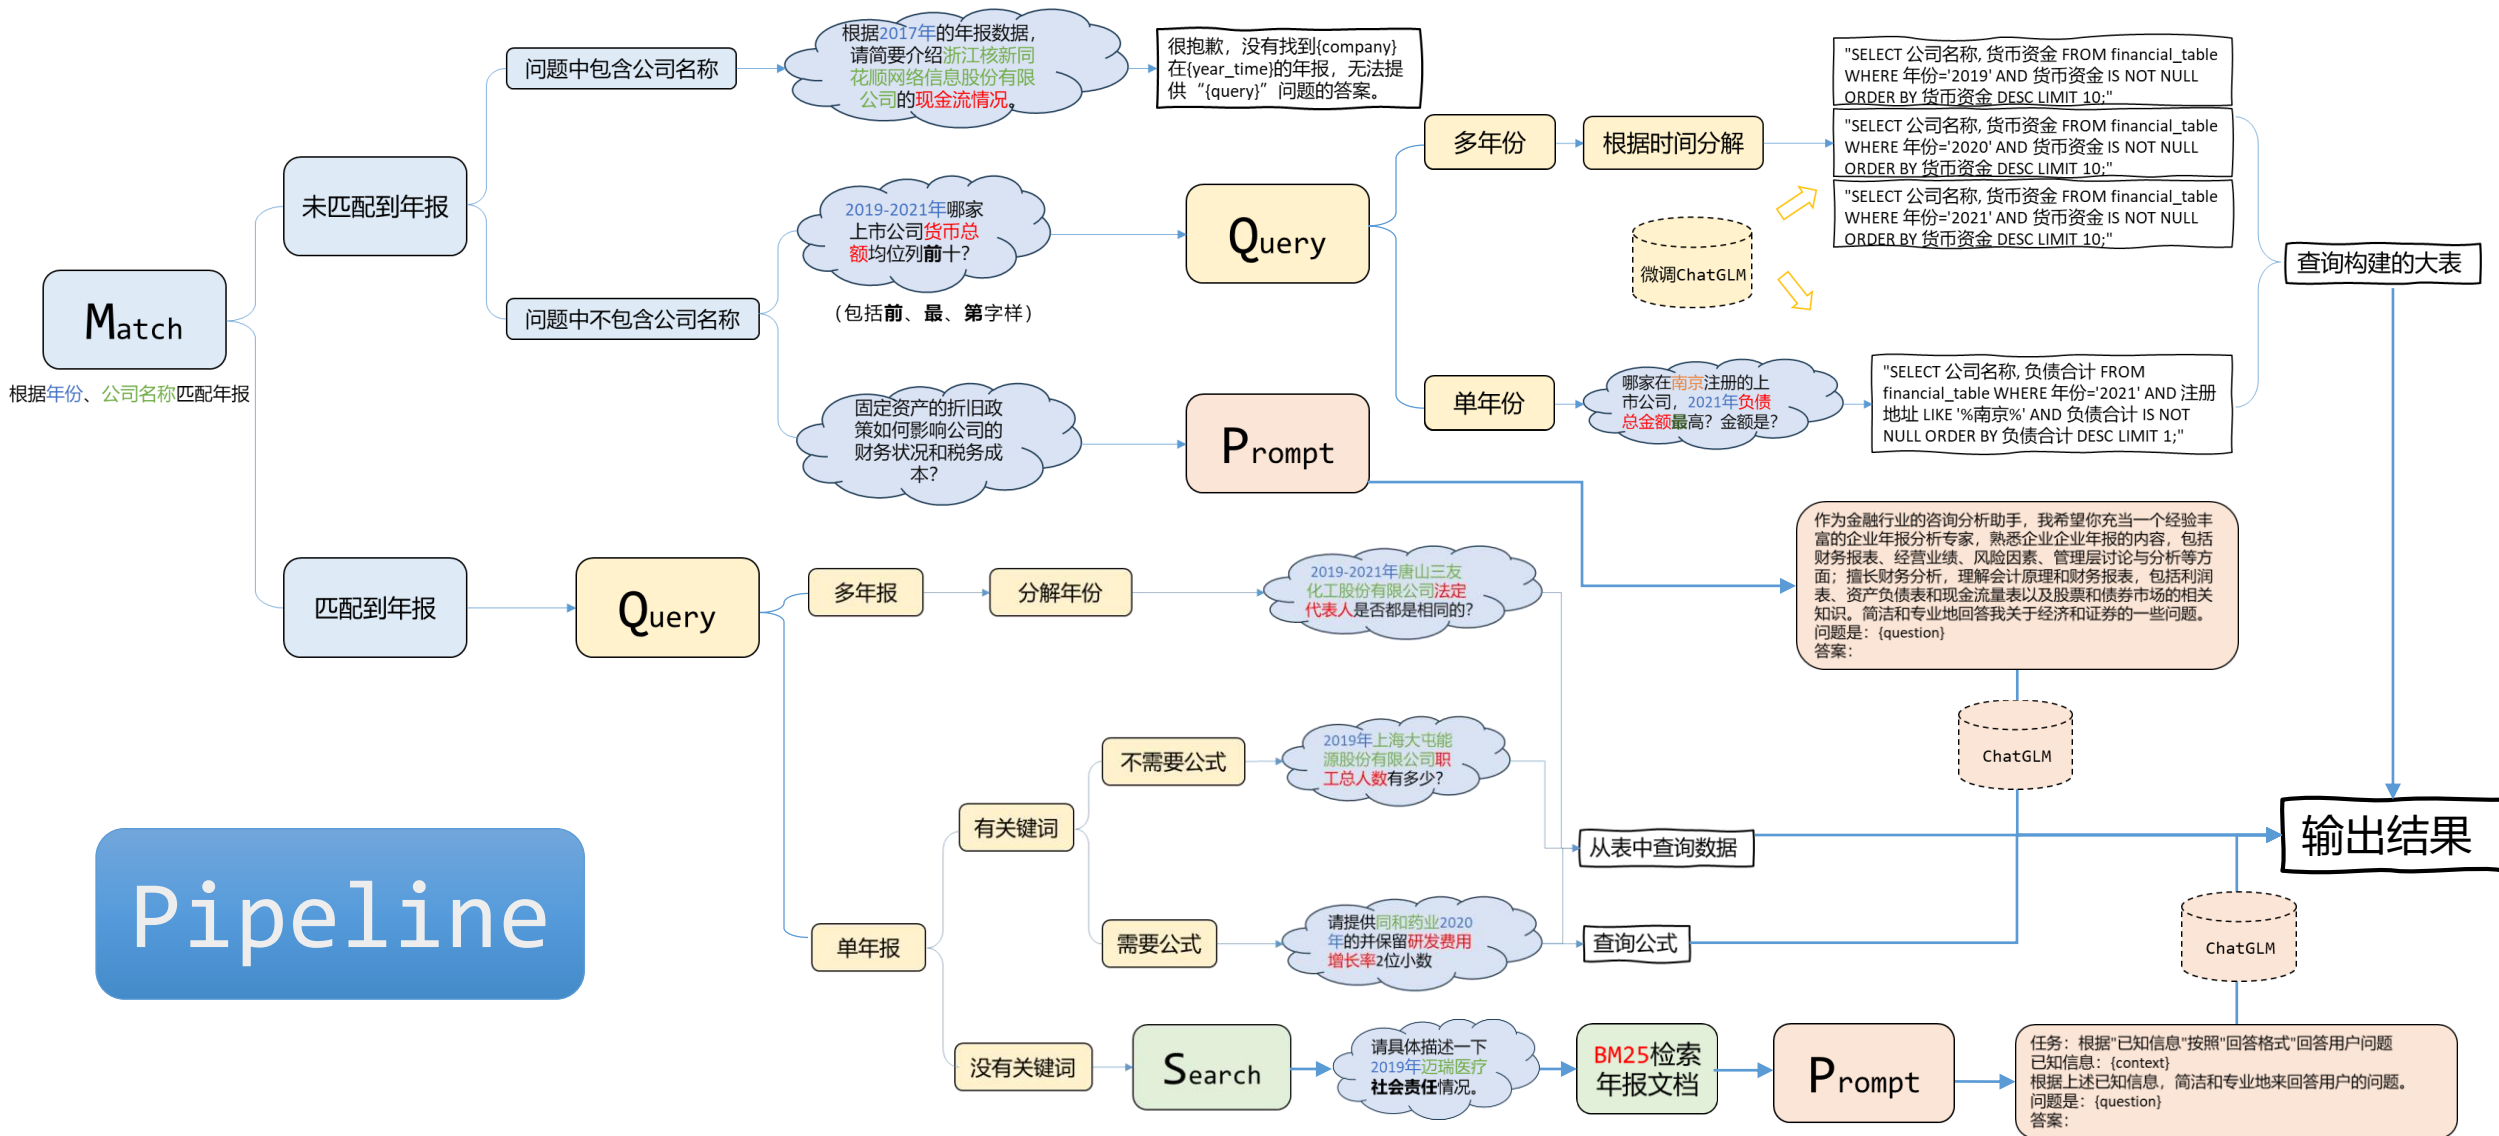 Match
根据年份、公司名称匹配年报
未匹配到年报
问题中包含公司名称
根据2017年的年报数据，
请简要介绍浙江核新同
花顺网络信息股份有限
公司的现金流情况。
很抱歉，没有找到{company}
在{year_time}的年报，无法提
供“{query}”问题的答案。
问题中不包含公司名称
2019-2021年哪家
上市公司货币总
额均位列前十？
（包括前、最、第字样）
Query
多年份
根据时间分解
"SELECT 公司名称, 货币资金 FROM financial_table
WHERE 年份='2019' AND 货币资金 IS NOT NULL
ORDER BY 货币资金 DESC LIMIT 10;"
"SELECT 公司名称, 货币资金 FROM financial_table
WHERE 年份='2020' AND 货币资金 IS NOT NULL
ORDER BY 货币资金 DESC LIMIT 10;"
"SELECT 公司名称, 货币资金 FROM financial_table
WHERE 年份='2021' AND 货币资金 IS NOT NULL
ORDER BY 货币资金 DESC LIMIT 10;"
微调ChatGLM
查询构建的大表
单年份
哪家在南京注册的上
市公司，2021年负债
总金额最高？金额是？
"SELECT 公司名称, 负债合计 FROM
financial_table WHERE 年份='2021' AND 注册
地址 LIKE '%南京%' AND 负债合计 IS NOT
NULL ORDER BY 负债合计 DESC LIMIT 1;"
固定资产的折旧政
策如何影响公司的
财务状况和税务成
本？
Prompt
作为金融行业的咨询分析助手，我希望你充当一个经验丰
富的企业年报分析专家，熟悉企业企业年报的内容，包括
财务报表、经营业绩、风险因素、管理层讨论与分析等方
面；擅长财务分析，理解会计原理和财务报表，包括利润
表、资产负债表和现金流量表以及股票和债券市场的相关
知识。简洁和专业地回答我关于经济和证券的一些问题。
问题是：{question}
答案：
ChatGLM
匹配到年报
Query
多年报
分解年份
2019-2021年唐山三友
化工股份有限公司法定
代表人是否都是相同的？
单年报
有关键词
不需要公式
2019年上海大屯能
源股份有限公司职
工总人数有多少？
从表中查询数据
输出结果
需要公式
请提供同和药业2020
年的并保留研发费用
增长率2位小数
查询公式
ChatGLM
没有关键词
Search
请具体描述一下
2019年迈瑞医疗
社会责任情况。
BM25检索
年报文档
Prompt
任务：根据"已知信息"按照"回答格式"回答用户问题
已知信息：{context}
根据上述已知信息，简洁和专业地来回答用户的问题。
问题是：{question}
答案：
Pipeline